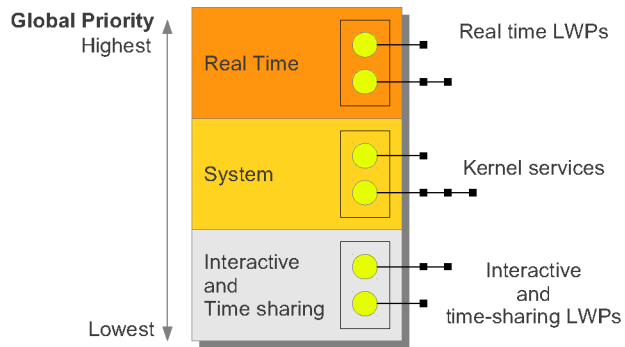 Global Priority
Highest
Real Time
Real time LWPs
System
Kernel services
Interactive
and
Time sharing
Interactive
and
time-sharing LWPs
Lowest